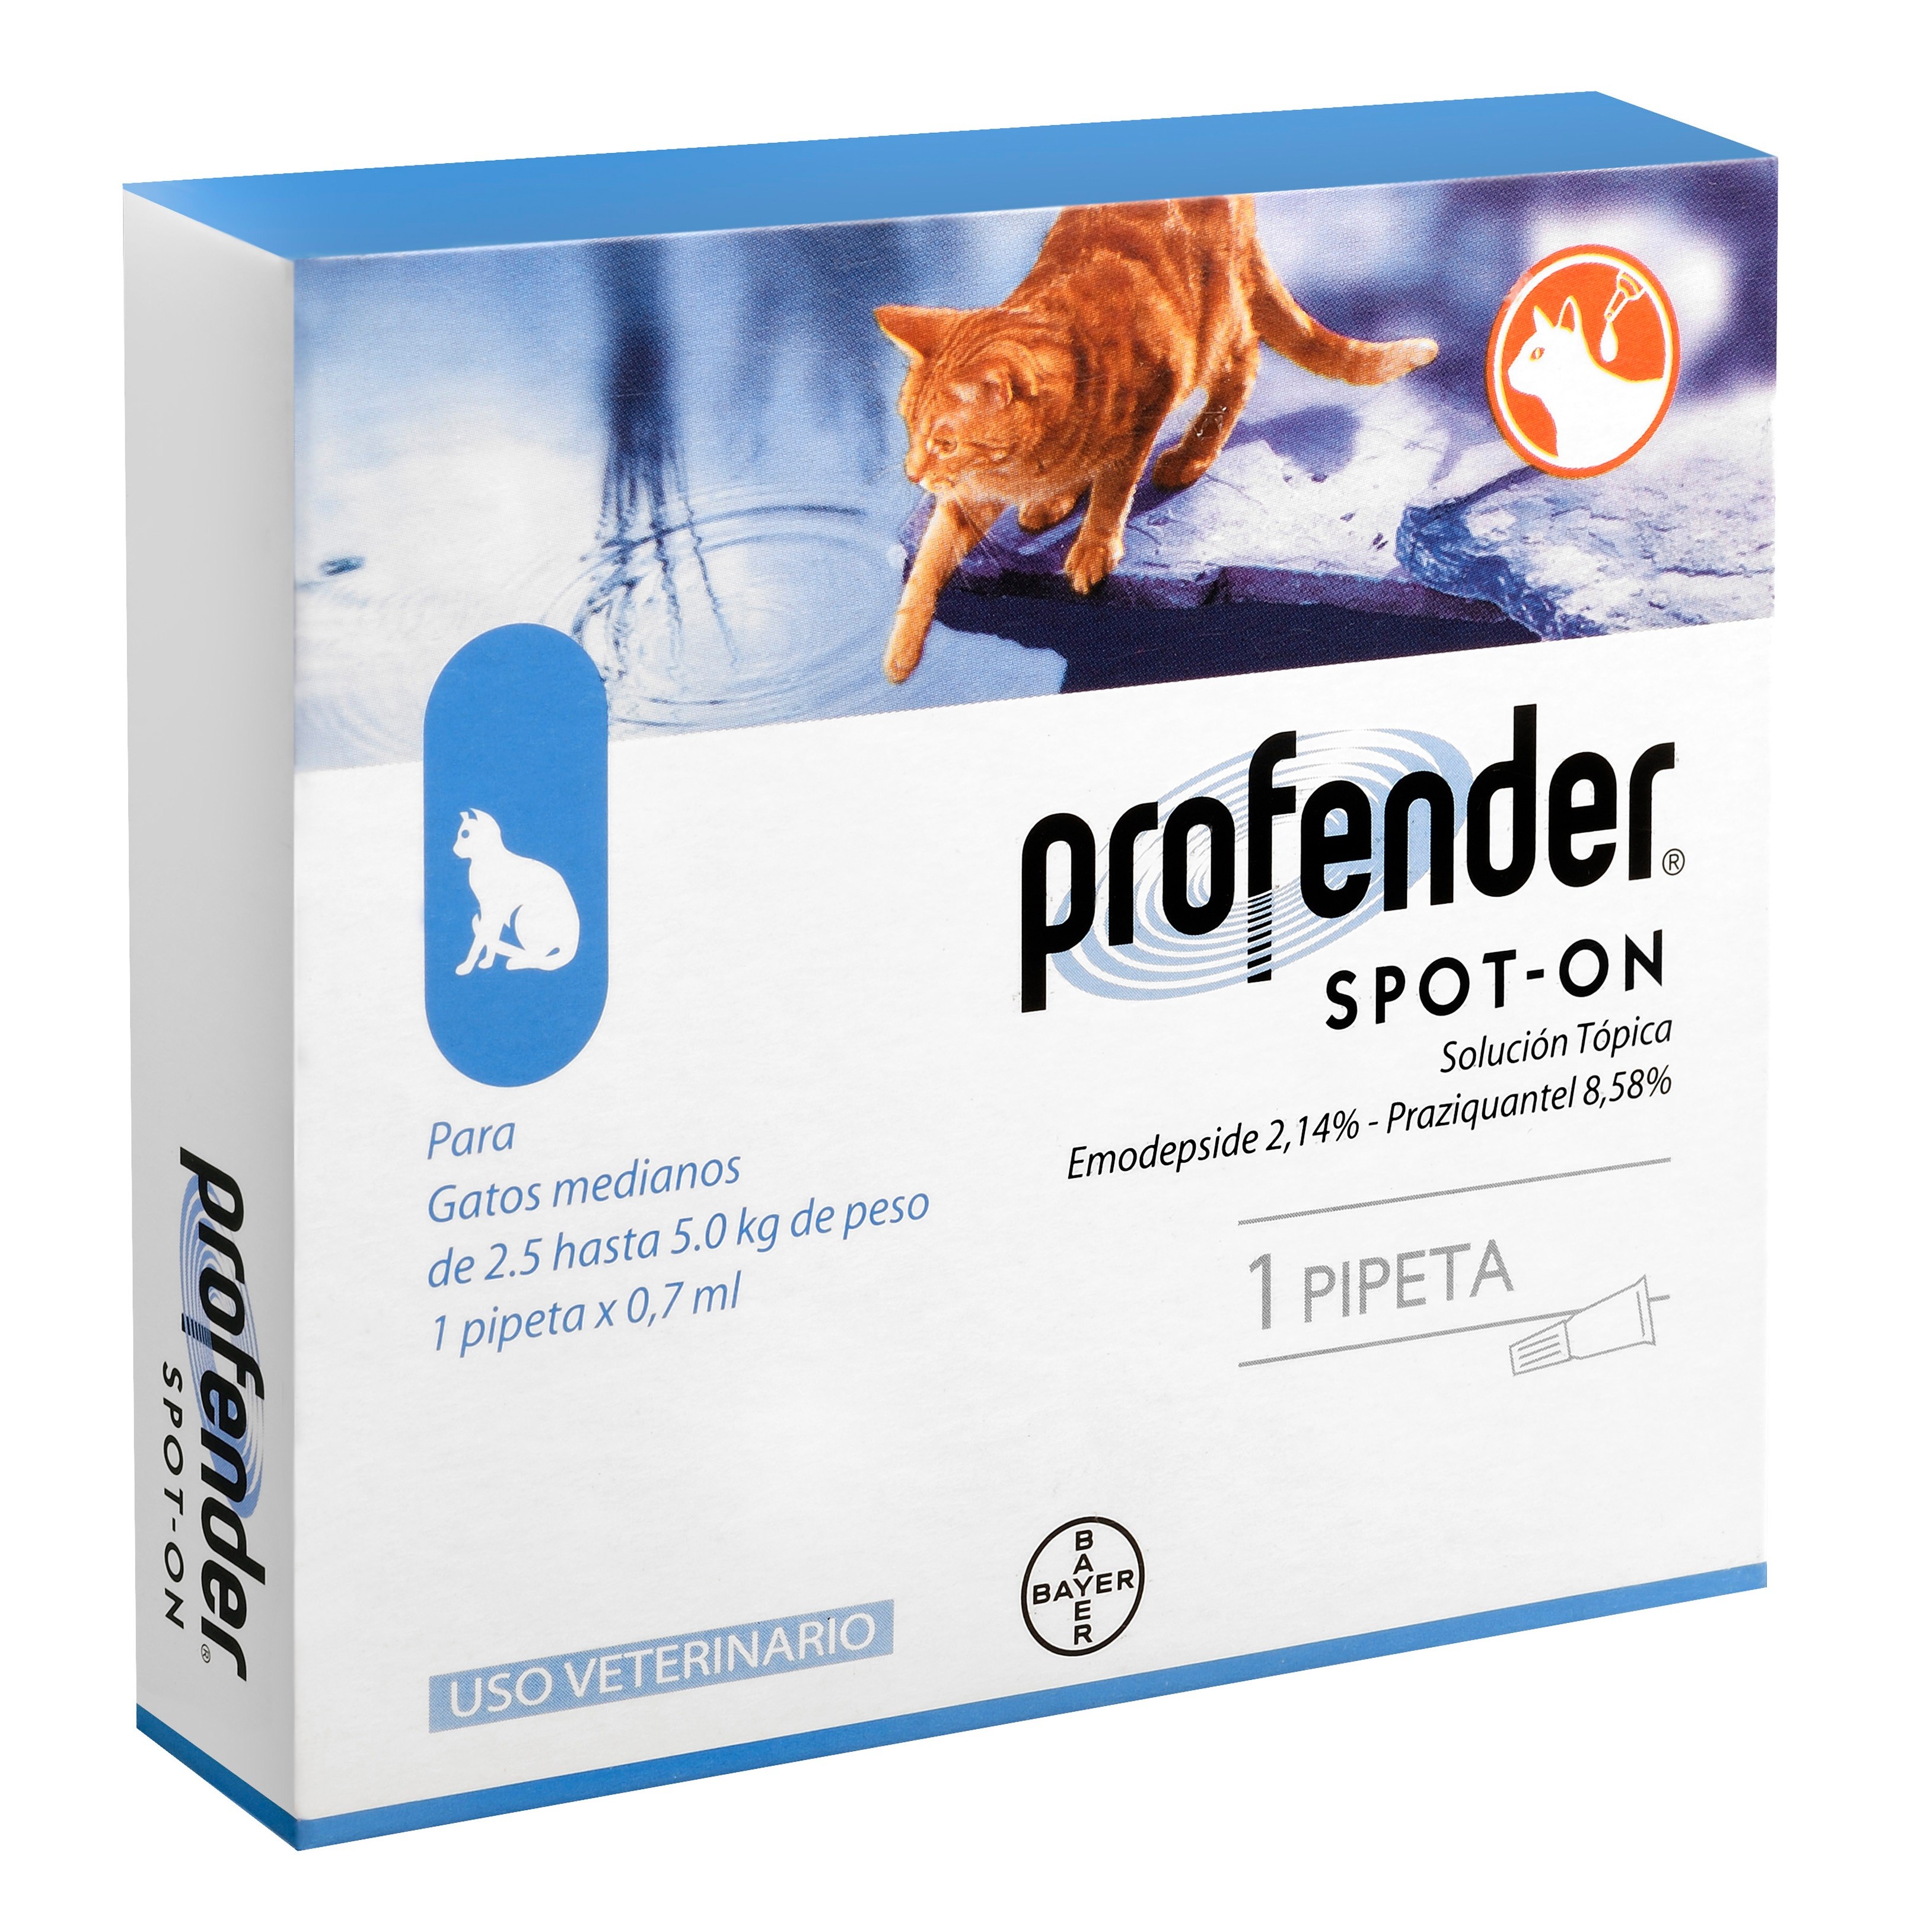 profender®
SPOT-ON
Solución Tópica
Emodepside 2,14% - Praziquantel 8,58%
1 PIPETA
Para
Gatos medianos
de 2.5 hasta 5.0 kg de peso
1 pipeta x 0,7 ml
USO VETERINARIO
BAYER
BAYER
profender®
SPOT-ON